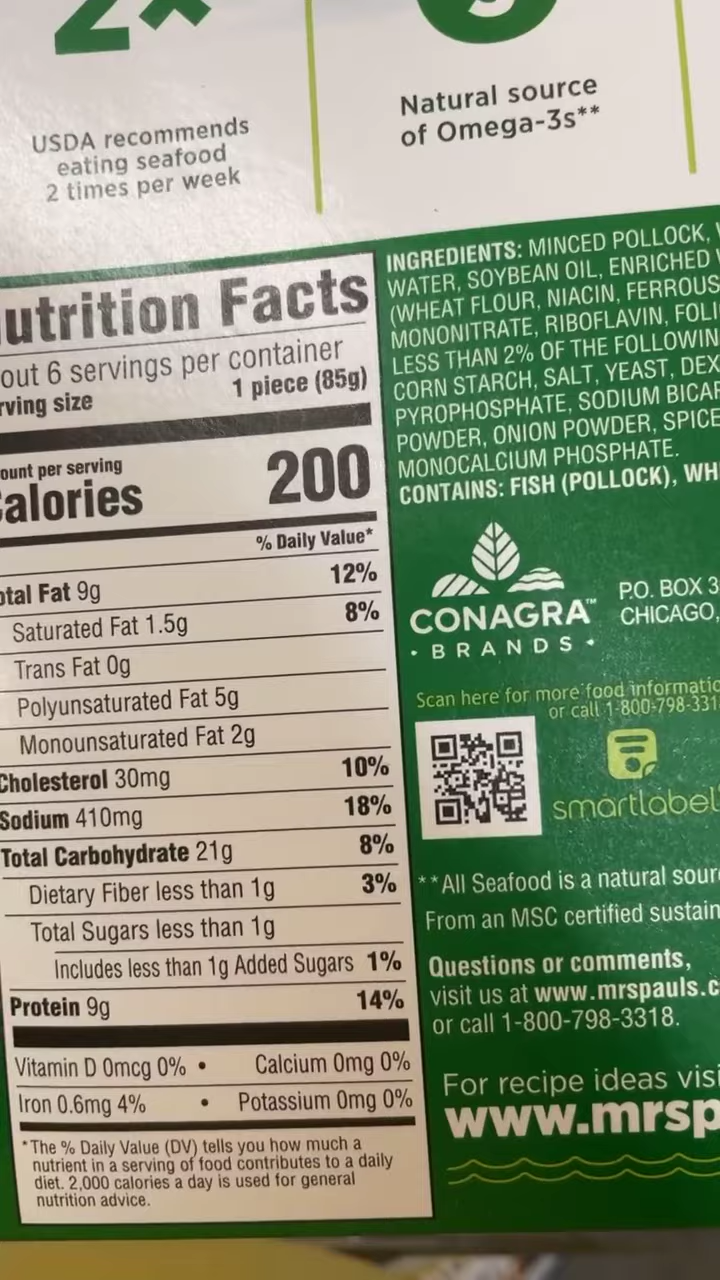 2x
USDA recommends
eating seafood
2 times per week
Natural source
of Omega-3s**
utrition Facts
out 6 servings per container
rving size 1 piece (85g)
ount per serving
alories 200
% Daily Value*
otal Fat 9g 12%
Saturated Fat 1.5g 8%
Trans Fat 0g
Polyunsaturated Fat 5g
Monounsaturated Fat 2g
Cholesterol 30mg 10%
Sodium 410mg 18%
Total Carbohydrate 21g 8%
Dietary Fiber less than 1g 3%
Total Sugars less than 1g
Includes less than 1g Added Sugars 1%
Protein 9g 14%
Vitamin D 0mcg 0% • Calcium 0mg 0%
Iron 0.6mg 4% • Potassium 0mg 0%
*The % Daily Value (DV) tells you how much a
nutrient in a serving of food contributes to a daily
diet. 2,000 calories a day is used for general
nutrition advice.
INGREDIENTS: MINCED POLLOCK,
WATER, SOYBEAN OIL, ENRICHED
(WHEAT FLOUR, NIACIN, FERROUS
MONONITRATE, RIBOFLAVIN, FOLI
LESS THAN 2% OF THE FOLLOWIN
CORN STARCH, SALT, YEAST, DEX
PYROPHOSPHATE, SODIUM BICAR
POWDER, ONION POWDER, SPICE
MONOCALCIUM PHOSPHATE.
CONTAINS: FISH (POLLOCK), WH
CONAGRA™
• BRANDS •
P.O. BOX 3
CHICAGO,
Scan here for more food informatio
or call 1-800-798-331
smartlabel
**All Seafood is a natural sour
From an MSC certified sustain
Questions or comments,
visit us at www.mrspauls.c
or call 1-800-798-3318.
For recipe ideas visi
www.mrsp